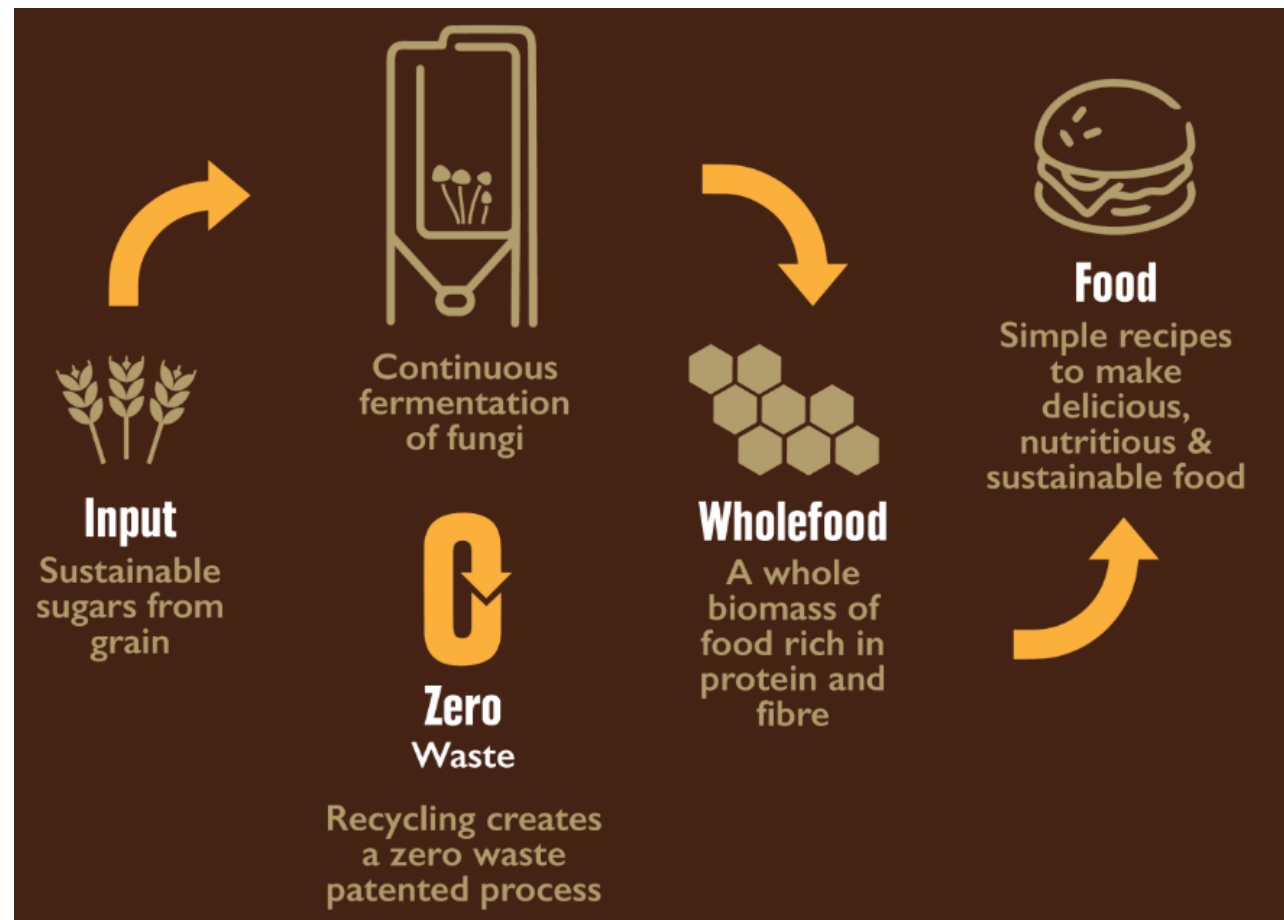 Input
Sustainable
sugars from
grain
Continuous
fermentation
of fungi
Zero
Waste
Recycling creates
a zero waste
patented process
Wholefood
A whole
biomass of
food rich in
protein and
fibre
Food
Simple recipes
to make
delicious,
nutritious &
sustainable food